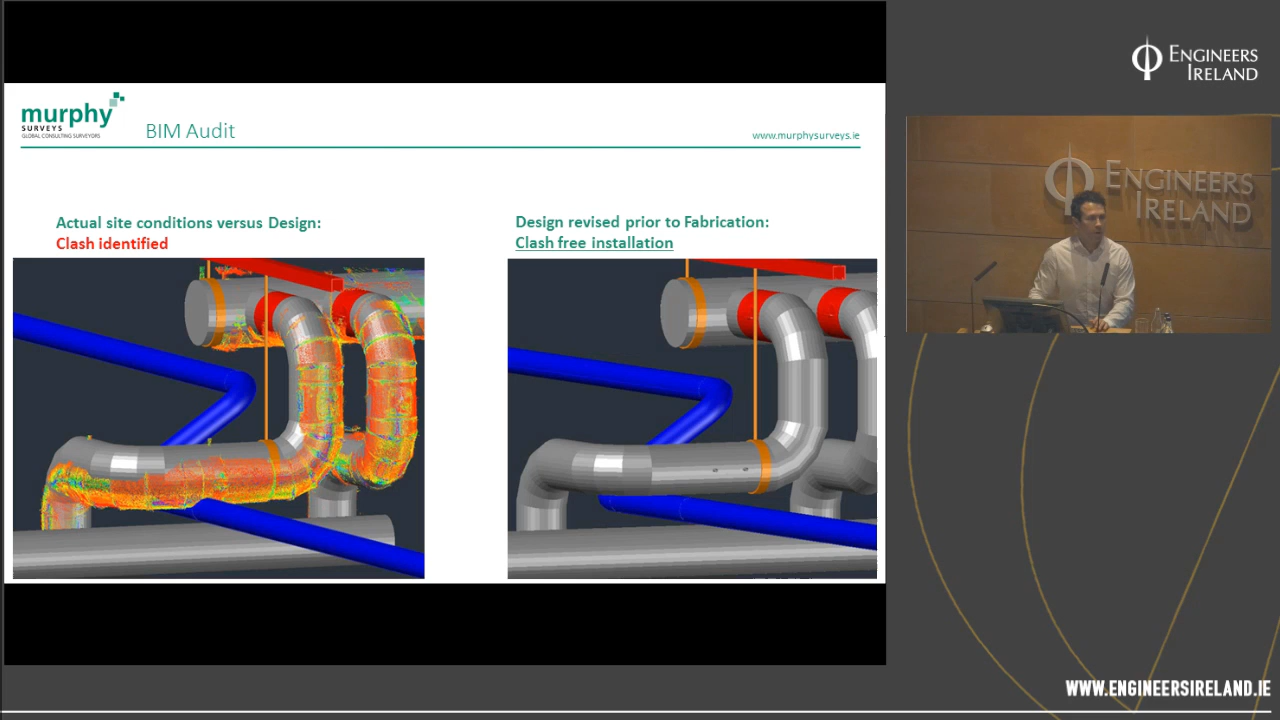 murphy
SURVEYS
GLOBAL CONSULTING SURVEYORS
BIM Audit
www.murphysurveys.ie
Actual site conditions versus Design:
Clash identified
Design revised prior to Fabrication:
Clash free installation
ENGINEERS
IRELAND
ENGINEERS
IRELAND
WWW.ENGINEERSIRELAND.IE